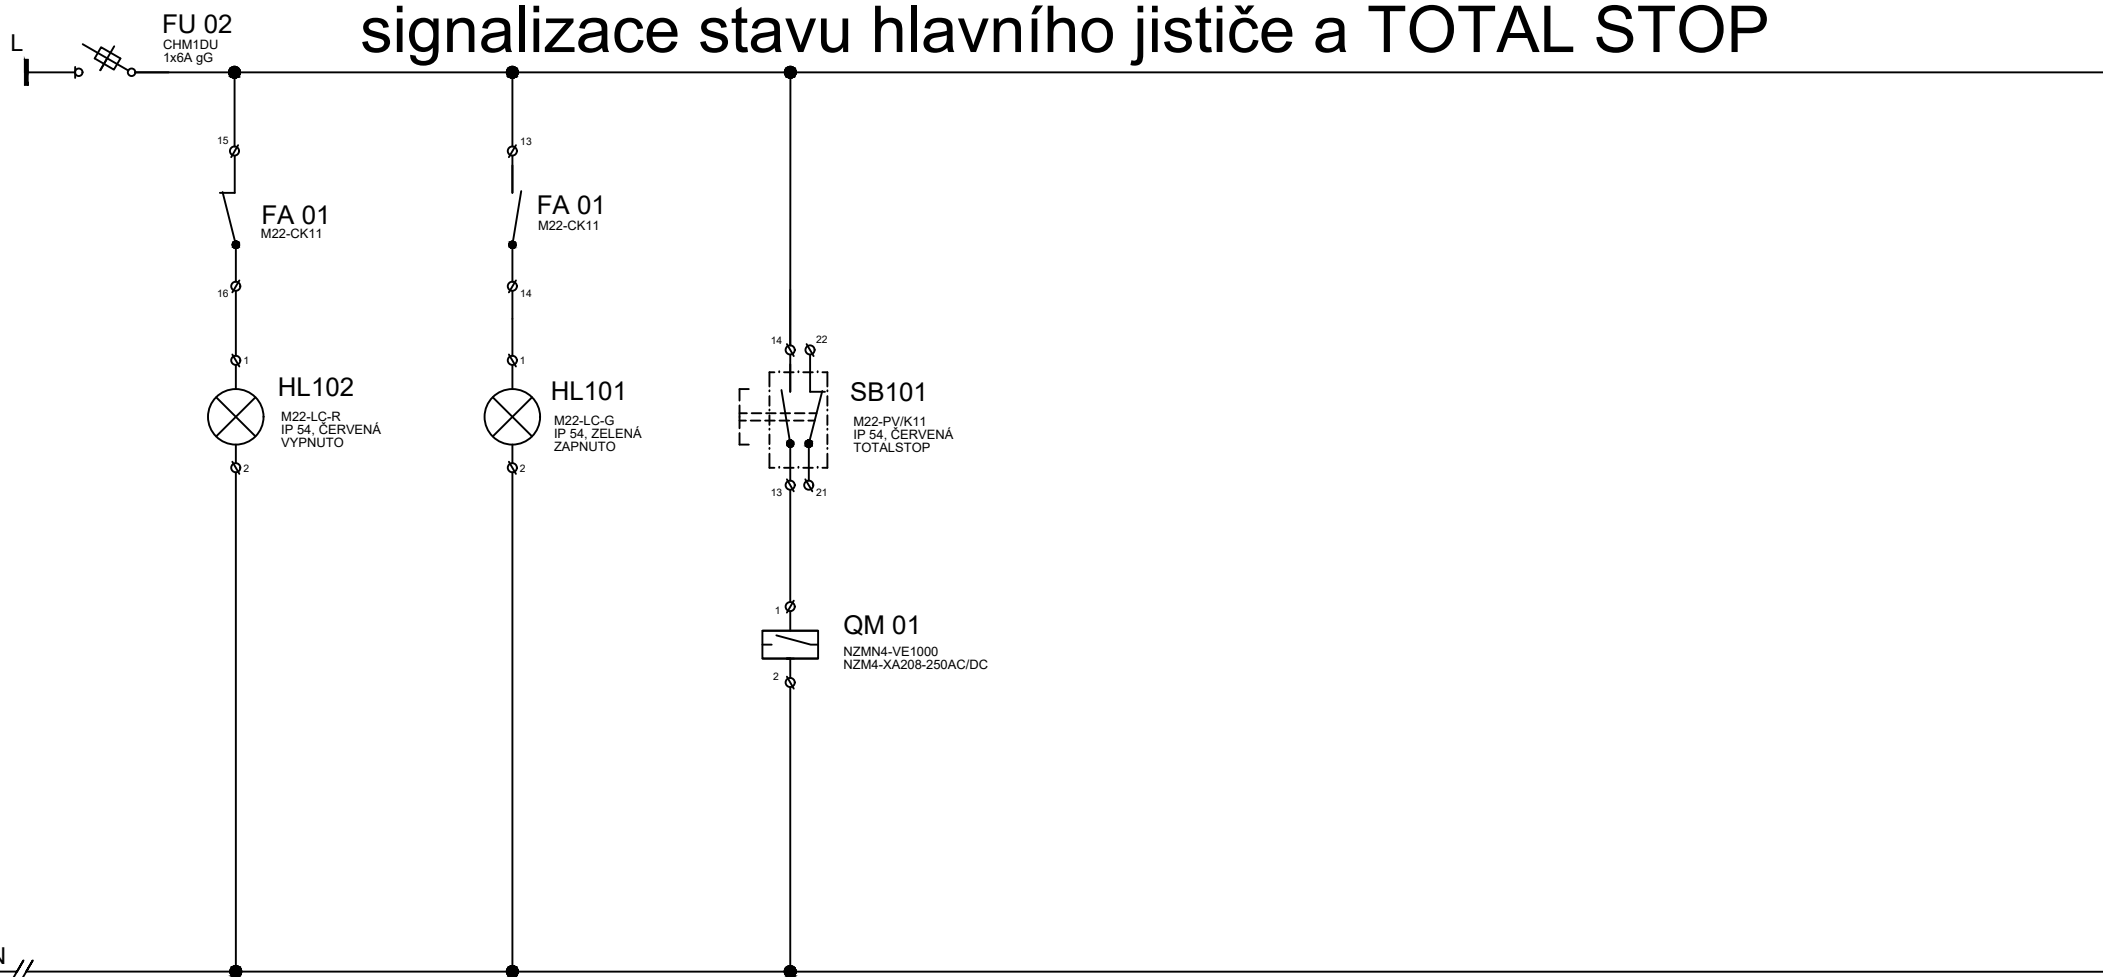 signalizace stavu hlavního jističe a TOTAL STOP
L
FU 02
CHM1DU
1x6A gG
15
FA 01
M22-CK11
16
1
HL102
M22-LC-R
IP 54, ČERVENÁ
VYPNUTO
2
13
FA 01
M22-CK11
14
1
HL101
M22-LC-G
IP 54, ZELENÁ
ZAPNUTO
2
14
22
SB101
M22-PV/K11
IP 54, ČERVENÁ
TOTALSTOP
13
21
1
QM 01
NZMN4-VE1000
NZM4-XA208-250AC/DC
2
N